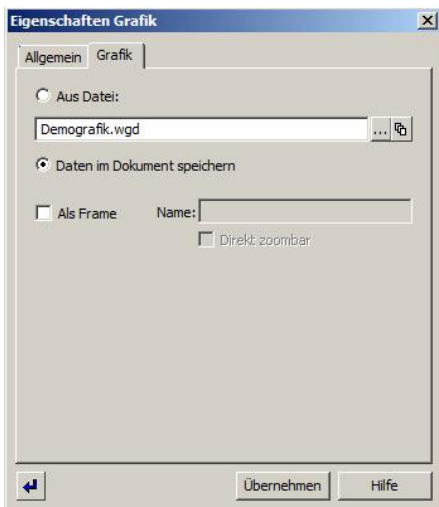 Eigenschaften Grafik
Allgemein Grafik
Aus Datei:
Demografik.wgd ...
Daten im Dokument speichern
Als Frame Name:
Direkt zoombar
Übernehmen Hilfe